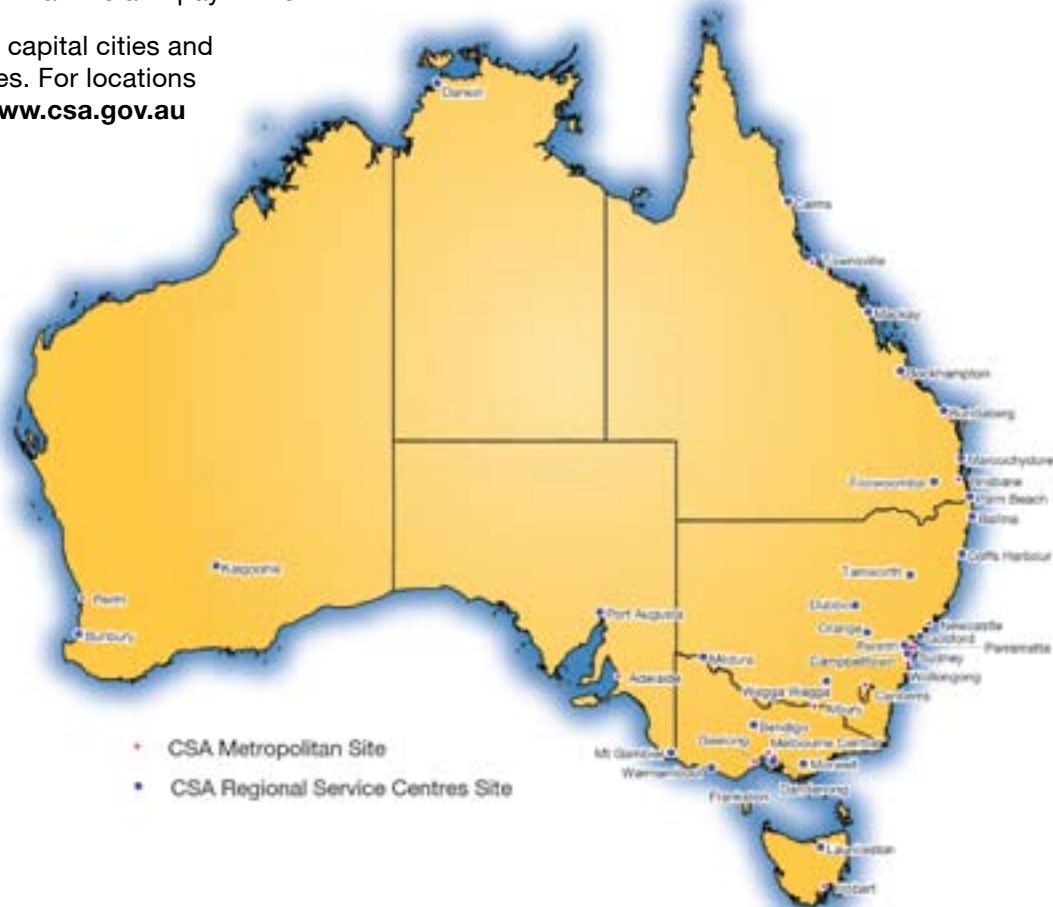 capital cities and
es. For locations
ww.csa.gov.au
Darwin
Cairns
Townsville
Mackay
Rockhampton
Bundaberg
Maroochydore
Toowoomba
Brisbane
Palm Beach
Ballina
Coffs Harbour
Tamworth
Kalgoorlie
Perth
Dubbo
Port Augusta
Newcastle
Orange
Gosford
Bunbury
Penrith
Parramatta
Mildura
Campbelltown
Sydney
Adelaide
Wollongong
Wagga Wagga
Canberra
Albury
Bendigo
Geelong
Melbourne Central
CSA Metropolitan Site
Mt Gambier
Morwell
Warrnambool
CSA Regional Service Centres Site
Dandenong
Frankston
Launceston
Hobart